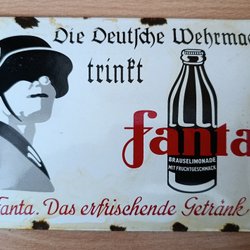 Die Deutsche Wehrmac
trinkt
fanta
BRAUSELIMONADE
MIT FRUCHTGESCHMACK
Fanta. Das erfrischende Getränk